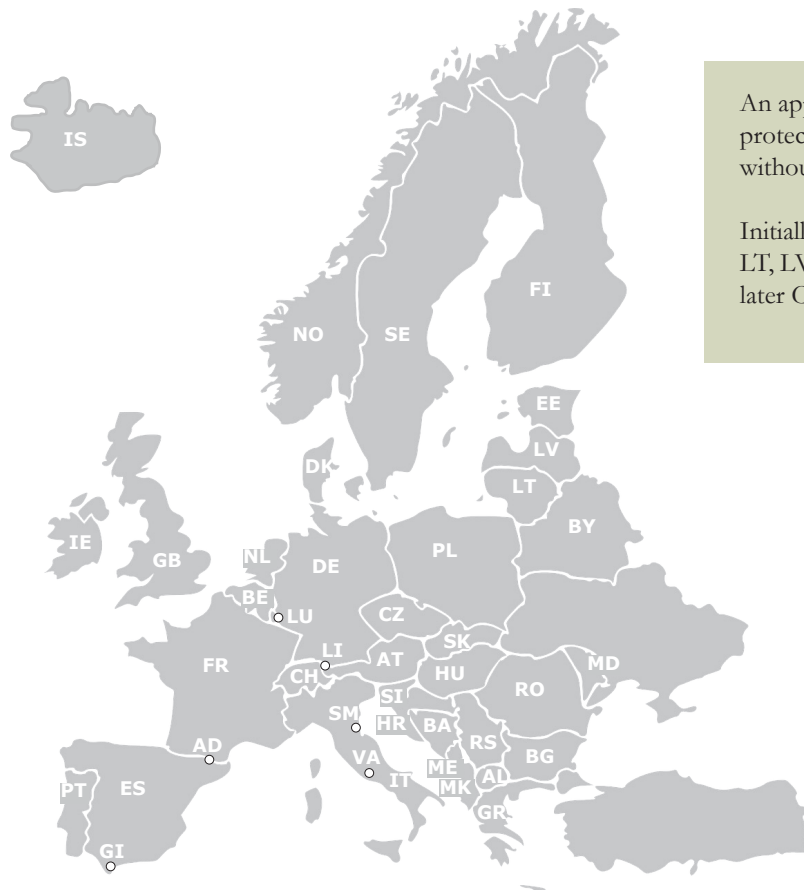 IS
An app
protec
withou
Initiall
LT, LV
later C
FI
NO
SE
EE
LV
LT
DK
BY
IE
GB
NL
DE
PL
BE
LU
CZ
SK
FR
LI
AT
MD
CH
HU
RO
SI
SM
HR
BA
RS
AD
VA
BG
ME
IT
AL
MK
PT
ES
GR
GI